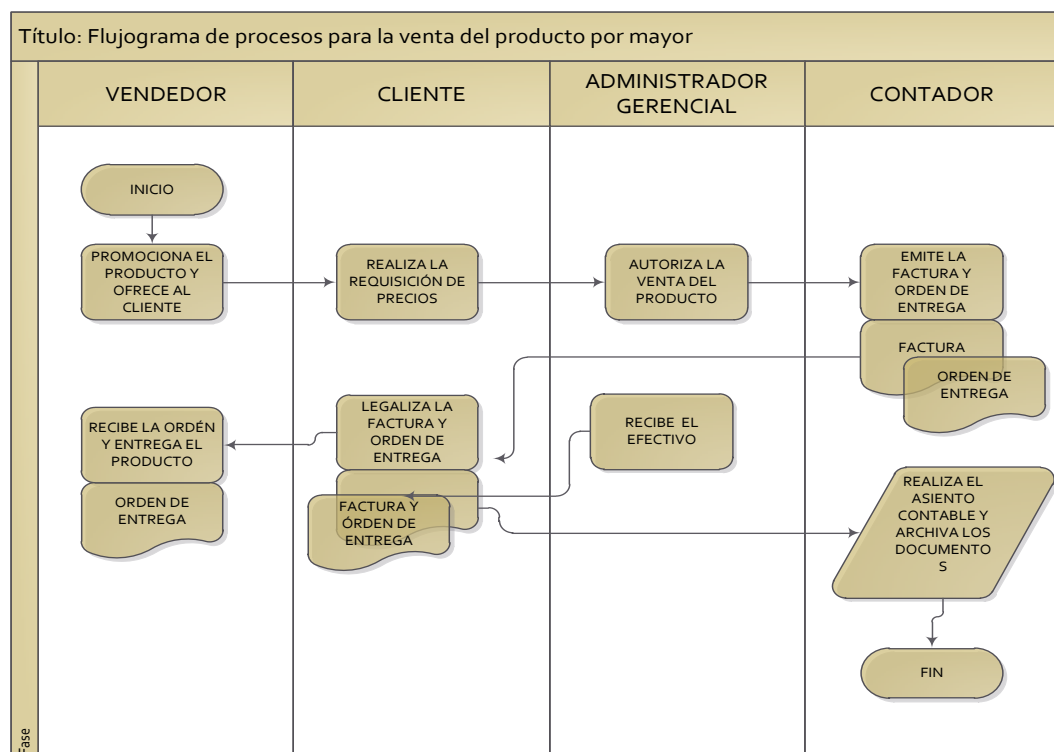 Título: Flujograma de procesos para la venta del producto por mayor
VENDEDOR
CLIENTE
ADMINISTRADOR
GERENCIAL
CONTADOR
INICIO
PROMOCIONA EL
PRODUCTO Y
OFRECE AL
CLIENTE
REALIZA LA
REQUISICIÓN DE
PRECIOS
AUTORIZA LA
VENTA DEL
PRODUCTO
EMITE LA
FACTURA Y
ORDEN DE
ENTREGA
FACTURA
ORDEN DE
ENTREGA
RECIBE LA ORDÉN
Y ENTREGA EL
PRODUCTO
ORDEN DE
ENTREGA
LEGALIZA LA
FACTURA Y
ORDEN DE
ENTREGA
FACTURA Y
ÓRDEN DE
ENTREGA
RECIBE EL
EFECTIVO
REALIZA EL
ASIENTO
CONTABLE Y
ARCHIVA LOS
DOCUMENTO
S
FIN
Fase